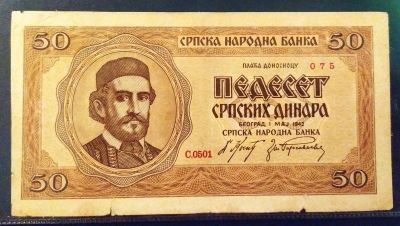 50 СРПСКА НАРОДНА БАНКА 50
ПЛАЋА ДОНОСИОЦУ 075
ПЕДЕСЕТ
СРПСКИХ ДИНАРА
БЕОГРАД 1 МАЈ 1942
СРПСКА НАРОДНА БАНКА
C.0501
50 50